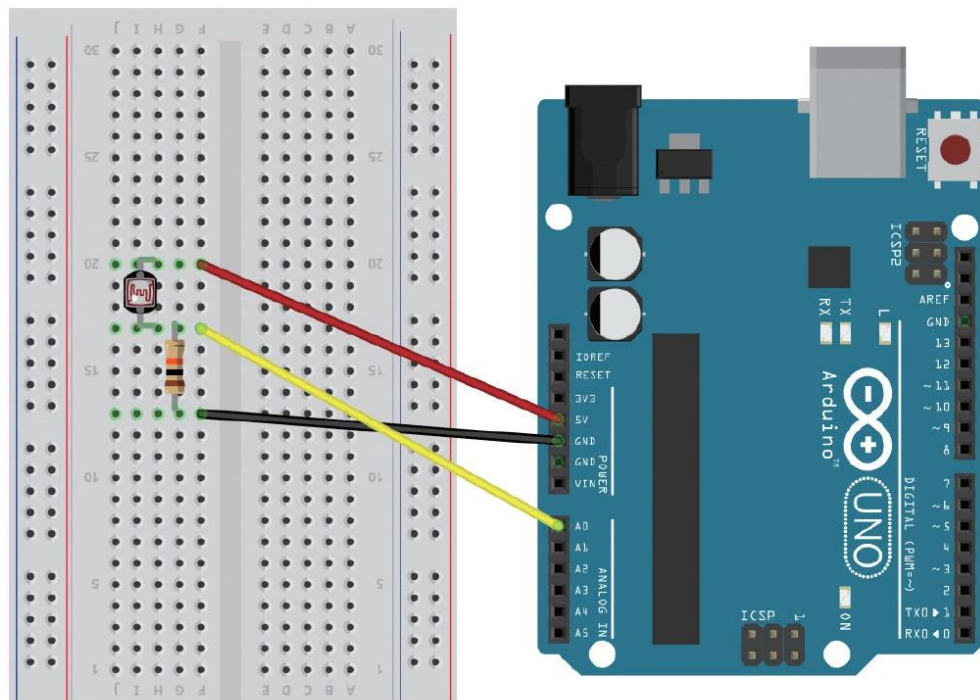 J I H G F E D C B A
30 30
25 25
20 20
15 15
10 10
5 5
1 1
J I H G F E D C B A
RESET
ICSP2
IOREF
RESET
3V3
5V
GND
GND
VIN
POWER
A0
A1
A2
A3
A4
A5
ANALOG IN
AREF
GND
13
12
~11
~10
~9
8
7
~6
~5
4
~3
2
TX0▶1
RX0◀0
DIGITAL (PWM=~)
RX
TX
L
Arduino™
UNO
ON
ICSP
1